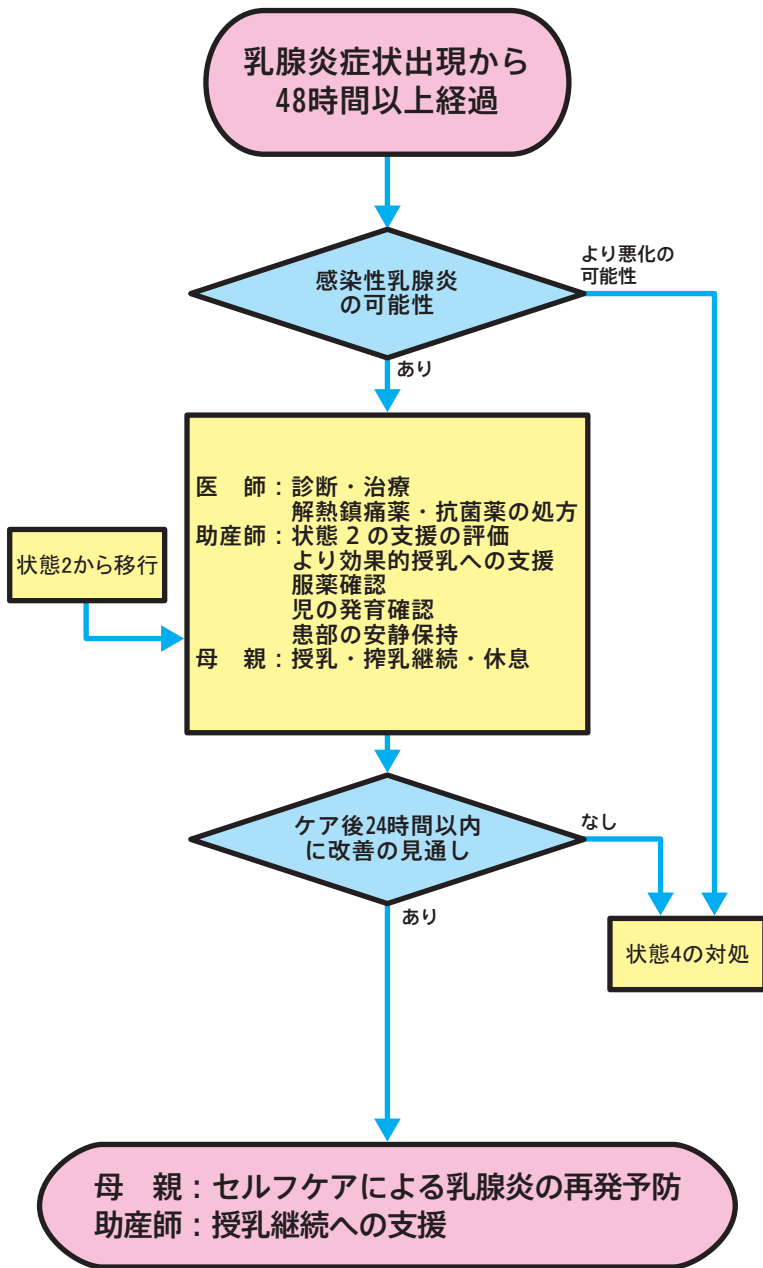 乳腺炎症状出現から
48時間以上経過
感染性乳腺炎
の可能性
より悪化の
可能性
あり
医　師：診断・治療
解熱鎮痛薬・抗菌薬の処方
助産師：状態２の支援の評価
より効果的授乳への支援
服薬確認
児の発育確認
患部の安静保持
母　親：授乳・搾乳継続・休息
状態2から移行
ケア後24時間以内
に改善の見通し
なし
あり
状態4の対処
母　親：セルフケアによる乳腺炎の再発予防
助産師：授乳継続への支援